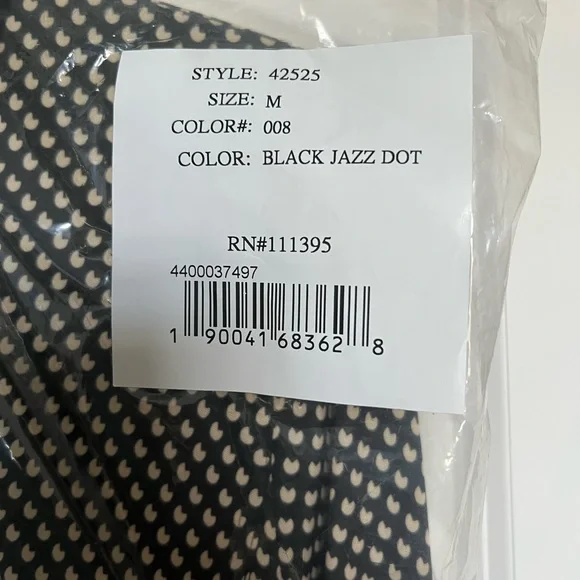 STYLE: 42525
SIZE: M
COLOR#: 008
COLOR: BLACK JAZZ DOT
RN#111395
4400037497
1 90041 68362 8